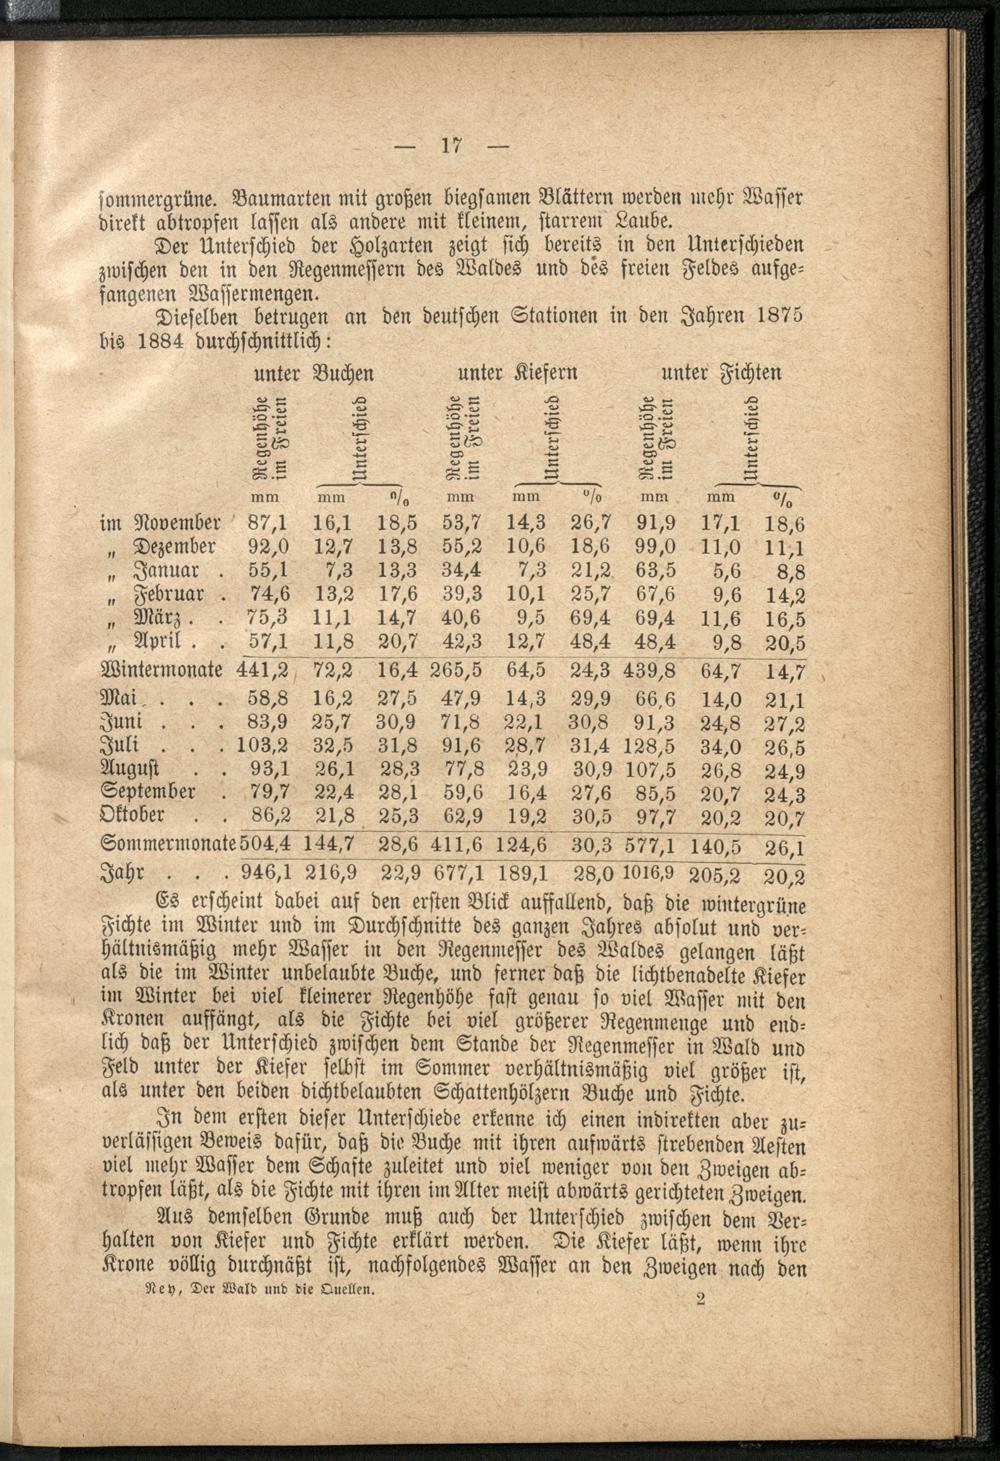 — 17 —
sommergrüne. Baumarten mit großen biegsamen Blättern werden mehr Wasser
direkt abtropfen lassen als andere mit kleinem, starrem Laube.
Der Unterschied der Holzarten zeigt sich bereits in den Unterschieden
zwischen den in den Regenmessern des Waldes und des freien Feldes aufge-
fangenen Wassermengen.
Dieselben betrugen an den deutschen Stationen in den Jahren 1875
bis 1884 durchschnittlich:
unter Buchen unter Kiefern unter Fichten
Regenhöhe im Freien Unterschied Regenhöhe im Freien Unterschied Regenhöhe im Freien Unterschied
mm mm % mm mm % mm mm %
im November 87,1 16,1 18,5 53,7 14,3 26,7 91,9 17,1 18,6
„ Dezember 92,0 12,7 13,8 55,2 10,6 18,6 99,0 11,0 11,1
„ Januar . 55,1 7,3 13,3 34,4 7,3 21,2 63,5 5,6 8,8
„ Februar . 74,6 13,2 17,6 39,3 10,1 25,7 67,6 9,6 14,2
„ März . . 75,3 11,1 14,7 40,6 9,5 69,4 69,4 11,6 16,5
„ April . . 57,1 11,8 20,7 42,3 12,7 48,4 48,4 9,8 20,5
Wintermonate 441,2 72,2 16,4 265,5 64,5 24,3 439,8 64,7 14,7
Mai . . . 58,8 16,2 27,5 47,9 14,3 29,9 66,6 14,0 21,1
Juni . . . 83,9 25,7 30,9 71,8 22,1 30,8 91,3 24,8 27,2
Juli . . . 103,2 32,5 31,8 91,6 28,7 31,4 128,5 34,0 26,5
August . . 93,1 26,1 28,3 77,8 23,9 30,9 107,5 26,8 24,9
September . 79,7 22,4 28,1 59,6 16,4 27,6 85,5 20,7 24,3
Oktober . . 86,2 21,8 25,3 62,9 19,2 30,5 97,7 20,2 20,7
Sommermonate 504,4 144,7 28,6 411,6 124,6 30,3 577,1 140,5 26,1
Jahr . . . 946,1 216,9 22,9 677,1 189,1 28,0 1016,9 205,2 20,2
Es erscheint dabei auf den ersten Blick auffallend, daß die wintergrüne
Fichte im Winter und im Durchschnitte des ganzen Jahres absolut und ver-
hältnismäßig mehr Wasser in den Regenmesser des Waldes gelangen läßt
als die im Winter unbelaubte Buche, und ferner daß die lichtbenadelte Kiefer
im Winter bei viel kleinerer Regenhöhe fast genau so viel Wasser mit den
Kronen auffängt, als die Fichte bei viel größerer Regenmenge und end-
lich daß der Unterschied zwischen dem Stande der Regenmesser in Wald und
Feld unter der Kiefer selbst im Sommer verhältnismäßig viel größer ist,
als unter den beiden dichtbelaubten Schattenhölzern Buche und Fichte.
In dem ersten dieser Unterschiede erkenne ich einen indirekten aber zu-
verlässigen Beweis dafür, daß die Buche mit ihren aufwärts strebenden Aesten
viel mehr Wasser dem Schafte zuleitet und viel weniger von den Zweigen ab-
tropfen läßt, als die Fichte mit ihren im Alter meist abwärts gerichteten Zweigen.
Aus demselben Grunde muß auch der Unterschied zwischen dem Ver-
halten von Kiefer und Fichte erklärt werden. Die Kiefer läßt, wenn ihre
Krone völlig durchnäßt ist, nachfolgendes Wasser an den Zweigen nach den
Ney, Der Wald und die Quellen.
2